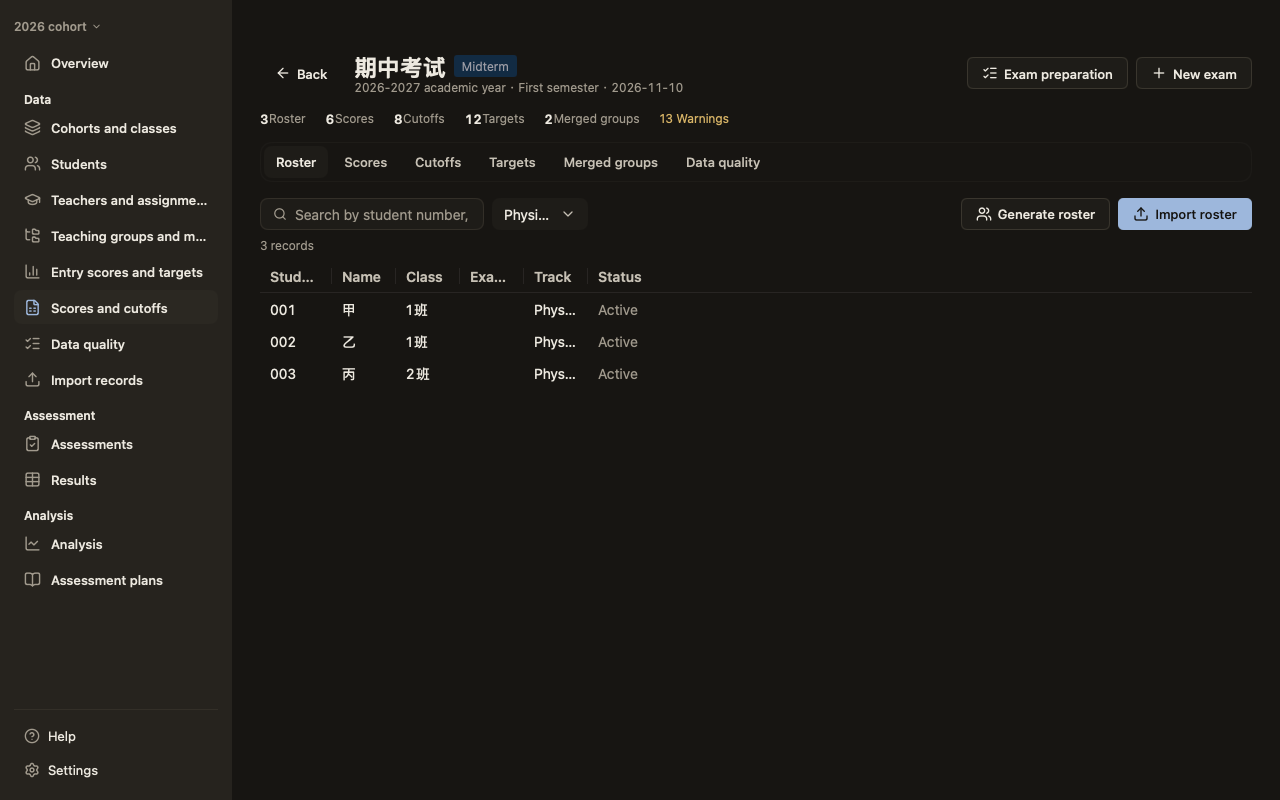 2026 cohort
Overview
Data
Cohorts and classes
Students
Teachers and assignme...
Teaching groups and m...
Entry scores and targets
Scores and cutoffs
Data quality
Import records
Assessment
Assessments
Results
Analysis
Analysis
Assessment plans
Help
Settings
Back
期中考试 Midterm
2026-2027 academic year · First semester · 2026-11-10
Exam preparation
New exam
3Roster 6Scores 8Cutoffs 12Targets 2Merged groups 13 Warnings
Roster Scores Cutoffs Targets Merged groups Data quality
Search by student number,
Physi...
Generate roster
Import roster
3 records
Stud... Name Class Exa... Track Status
001 甲 1班 Phys... Active
002 乙 1班 Phys... Active
003 丙 2班 Phys... Active